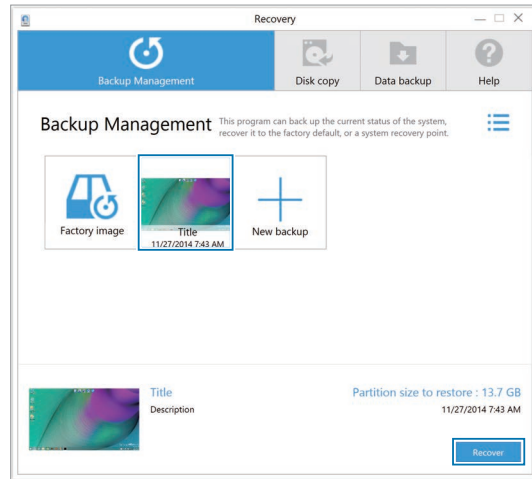 Recovery
Backup Management
Disk copy
Data backup
Help
Backup Management
This program can back up the current status of the system,
recover it to the factory default, or a system recovery point.
Factory image
Title
11/27/2014 7:43 AM
New backup
Title
Partition size to restore : 13.7 GB
Description
11/27/2014 7:43 AM
Recover